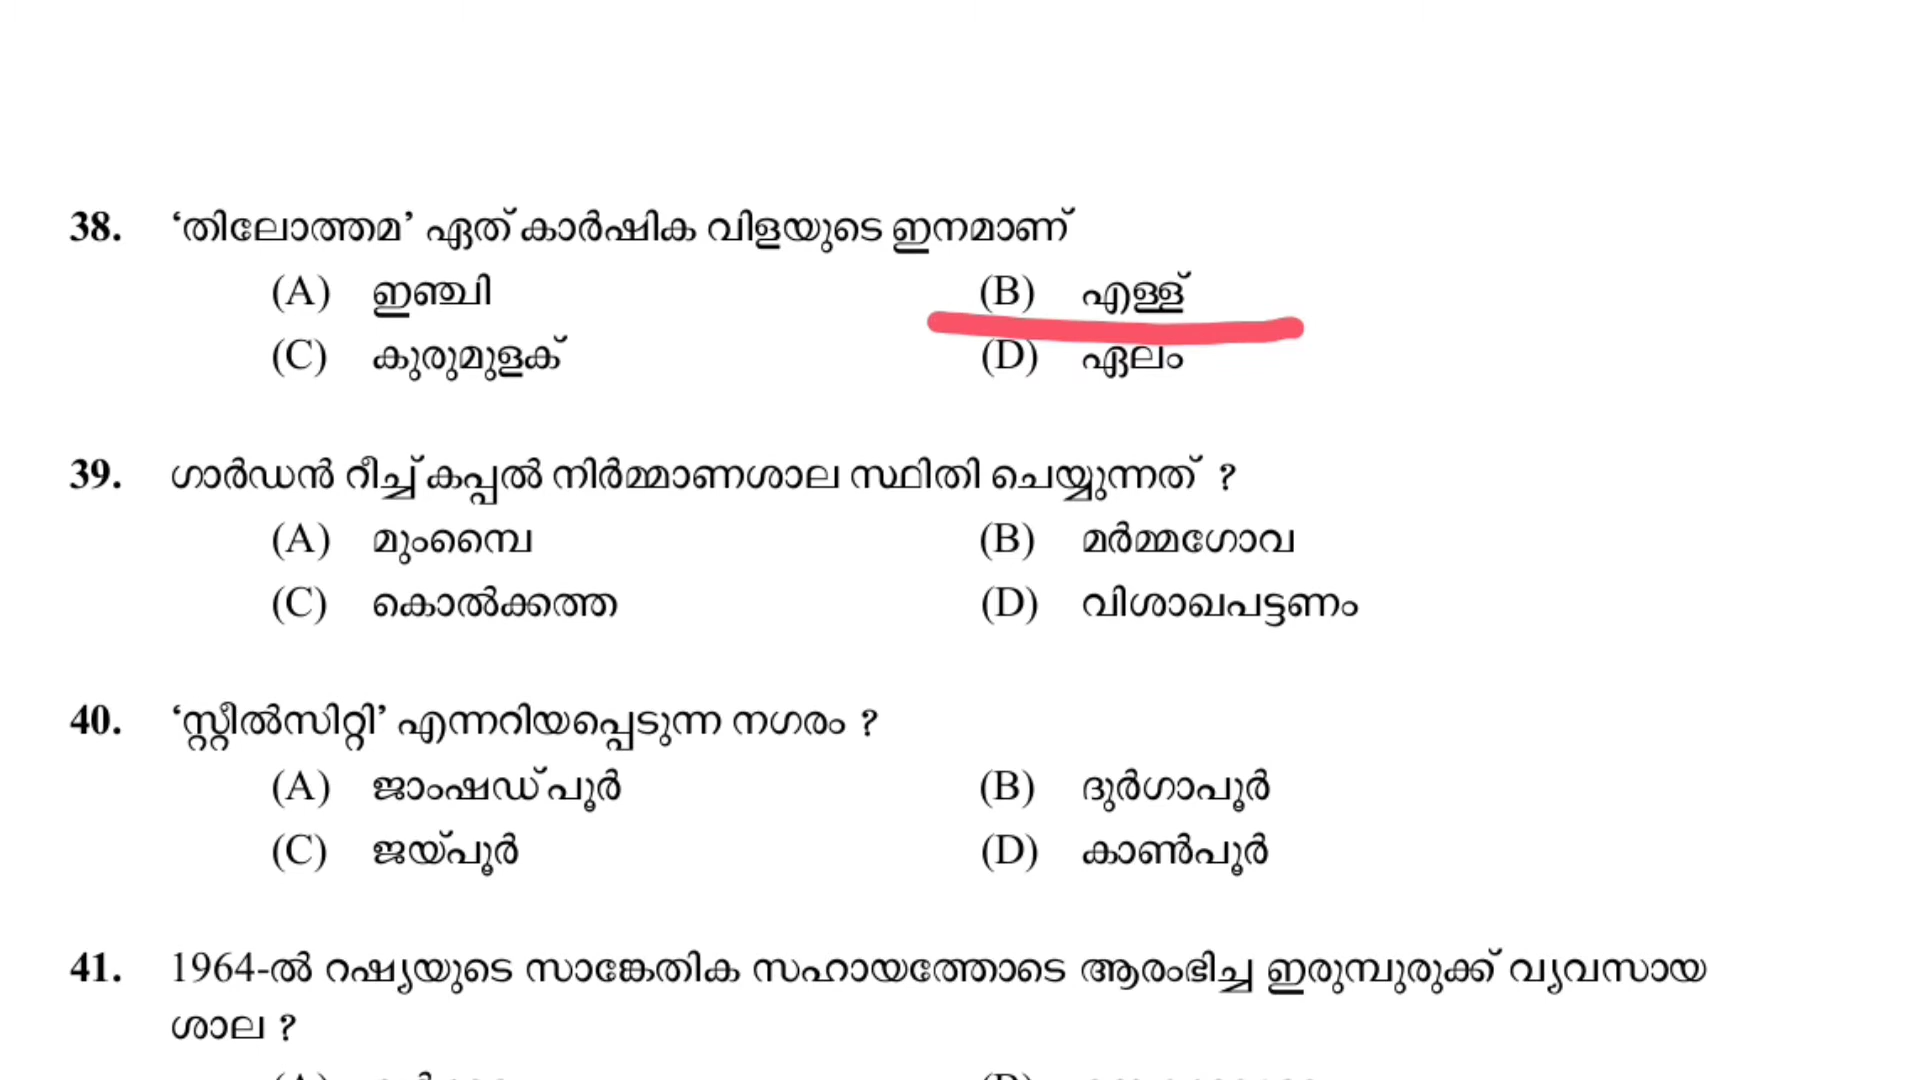 38. ‘തിലോത്തമ’ ഏത് കാർഷിക വിളയുടെ ഇനമാണ്
(A) ഇഞ്ചി (B) എള്ള്
(C) കുരുമുളക് (D) ഏലം
39. ഗാർഡൻ റീച്ച് കപ്പൽ നിർമ്മാണശാല സ്ഥിതി ചെയ്യുന്നത് ?
(A) മുംബൈ (B) മർമ്മഗോവ
(C) കൊൽക്കത്ത (D) വിശാഖപട്ടണം
40. ‘സ്റ്റീൽസിറ്റി’ എന്നറിയപ്പെടുന്ന നഗരം ?
(A) ജാംഷഡ്പൂർ (B) ദുർഗാപൂർ
(C) ജയ്പൂർ (D) കാൺപൂർ
41. 1964-ൽ റഷ്യയുടെ സാങ്കേതിക സഹായത്തോടെ ആരംഭിച്ച ഇരുമ്പുരുക്ക് വ്യവസായ
ശാല ?